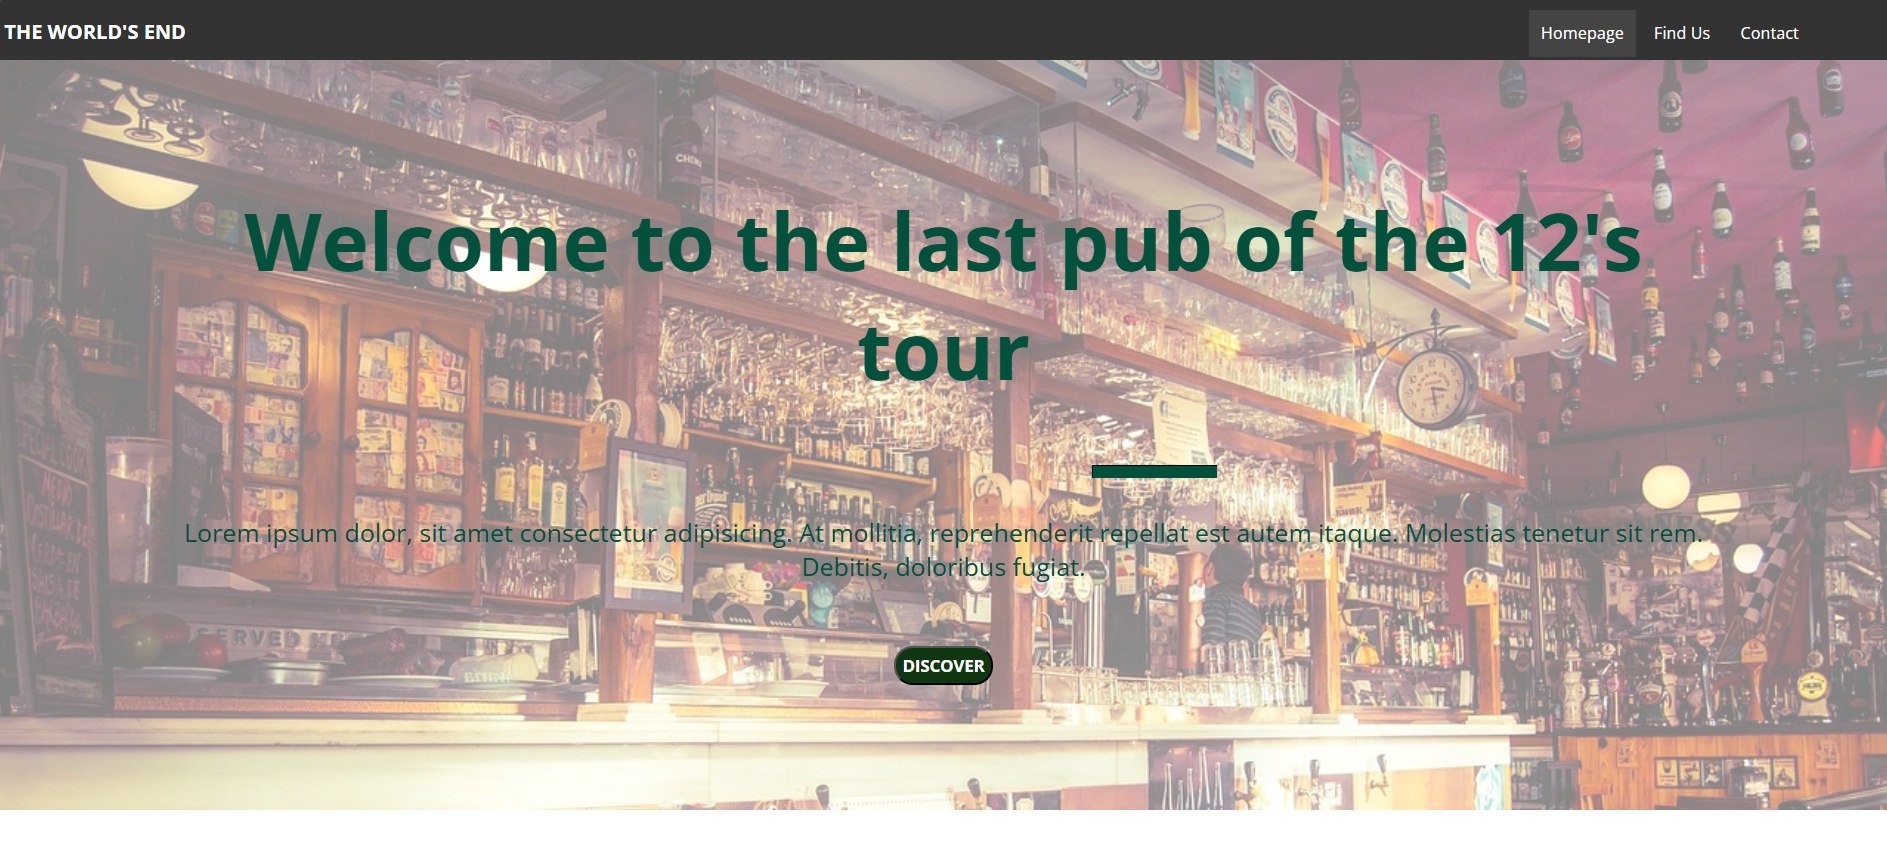 THE WORLD'S END
Homepage Find Us Contact
Welcome to the last pub of the 12's
tour
Lorem ipsum dolor, sit amet consectetur adipisicing. At mollitia, reprehenderit repellat est autem itaque. Molestias tenetur sit rem.
Debitis, doloribus fugiat.
SERVED
DISCOVER